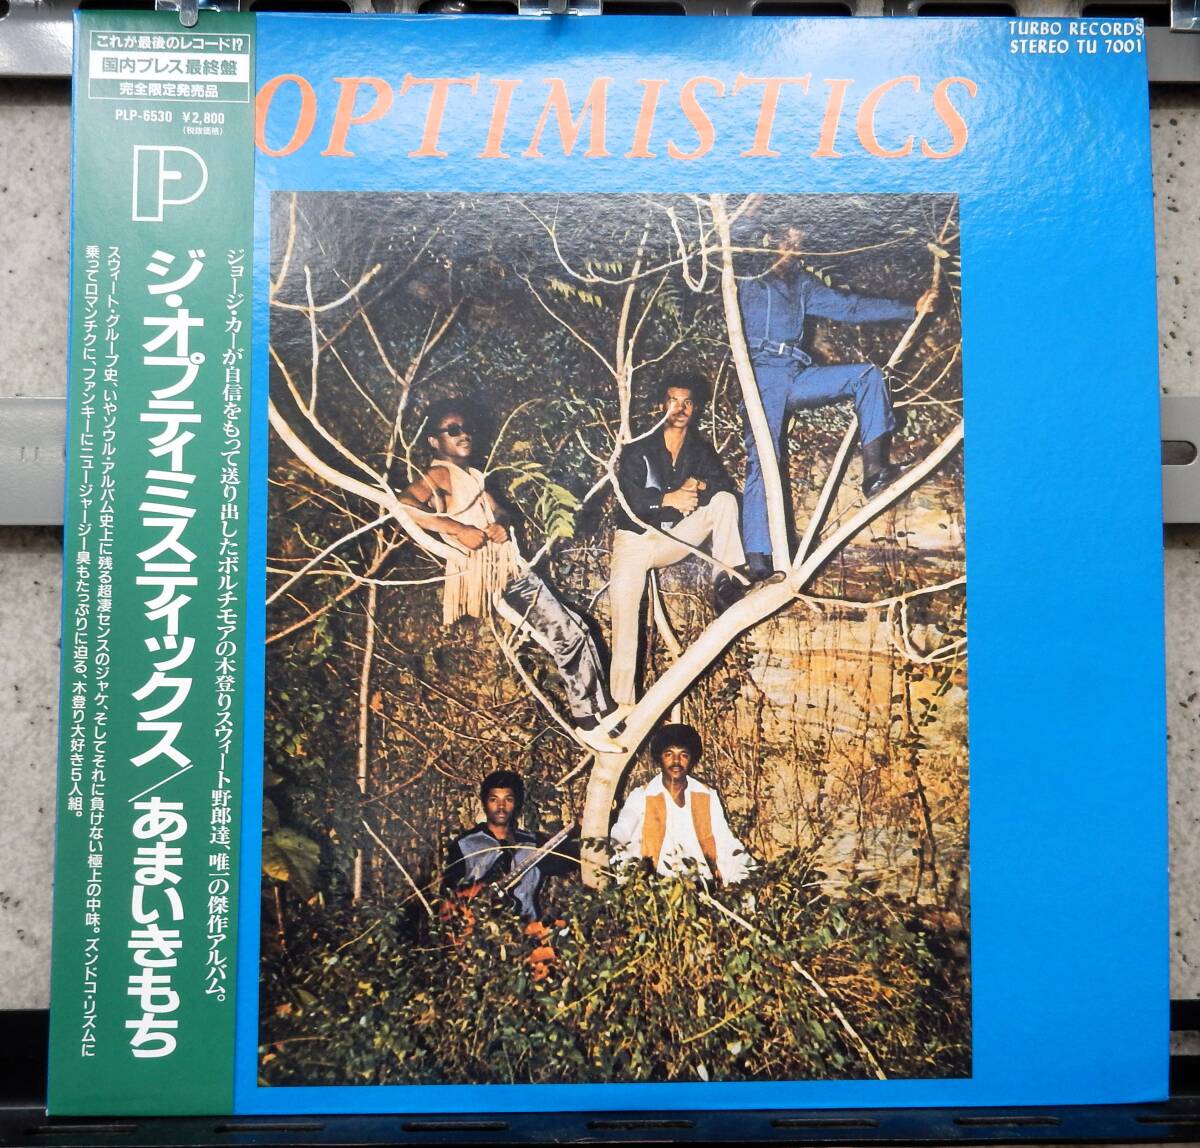 これが最後のレコード!?
国内プレス最終盤
完全限定発売品
PLP-6530 ¥2,800
(税抜価格)
P
ジョージ・カーが自信をもって送り出したボルチモアの木登りスウィート野郎達、唯一の傑作アルバム。
ジ・オプティミスティックス/あまいきもち
スウィート・グループ史、いやソウル・アルバム史上に残る超凄センスのジャケ、そしてそれに負けない極上の中味。ズンドコ・リズムに
乗ってロマンチクに、ファンキーにニュージャージー臭もたっぷりに迫る、木登り大好き5人組。
OPTIMISTICS
TURBO RECORDS
STEREO TU 7001